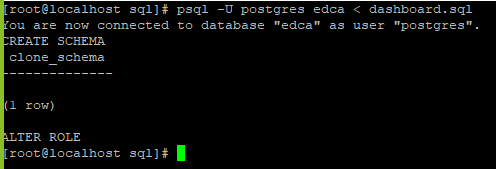 [root@localhost sql]# psql -U postgres edca < dashboard.sql
You are now connected to database "edca" as user "postgres".
CREATE SCHEMA
 clone_schema
--------------
(1 row)
ALTER ROLE
[root@localhost sql]#